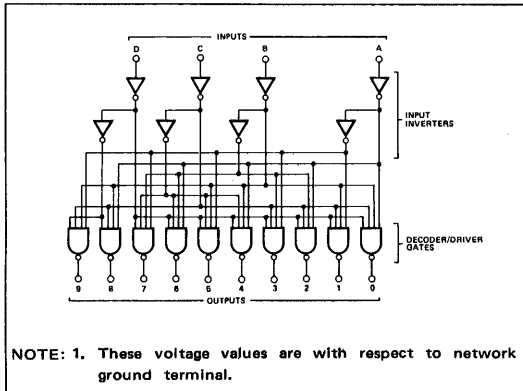 INPUTS
D C B A
INPUT
INVERTERS
DECODER/DRIVER
GATES
9 8 7 6 5 4 3 2 1 0
OUTPUTS
NOTE: 1. These voltage values are with respect to network
ground terminal.